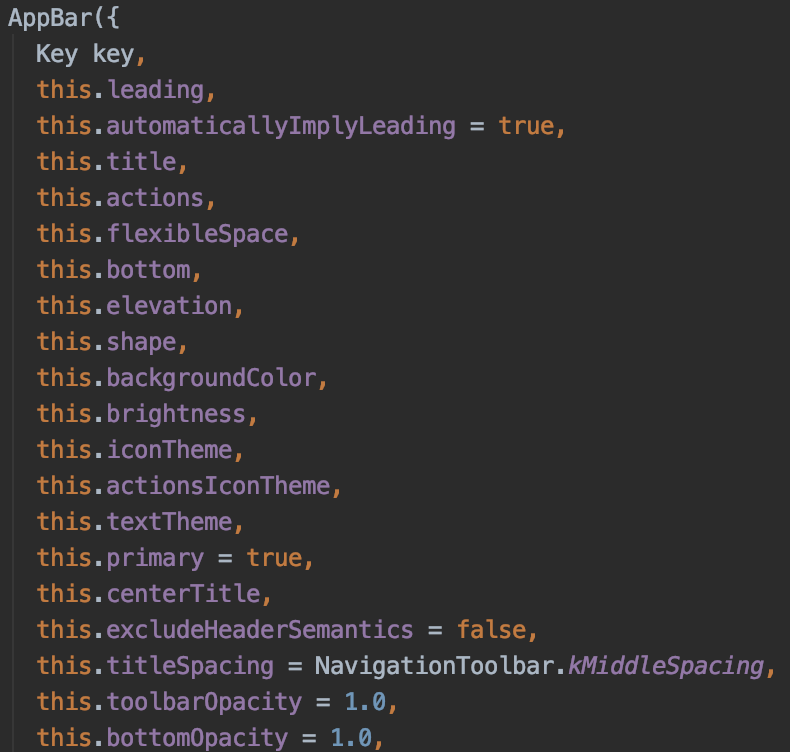 AppBar({
Key key,
this.leading,
this.automaticallyImplyLeading = true,
this.title,
this.actions,
this.flexibleSpace,
this.bottom,
this.elevation,
this.shape,
this.backgroundColor,
this.brightness,
this.iconTheme,
this.actionsIconTheme,
this.textTheme,
this.primary = true,
this.centerTitle,
this.excludeHeaderSemantics = false,
this.titleSpacing = NavigationToolbar.kMiddleSpacing,
this.toolbarOpacity = 1.0,
this.bottomOpacity = 1.0,